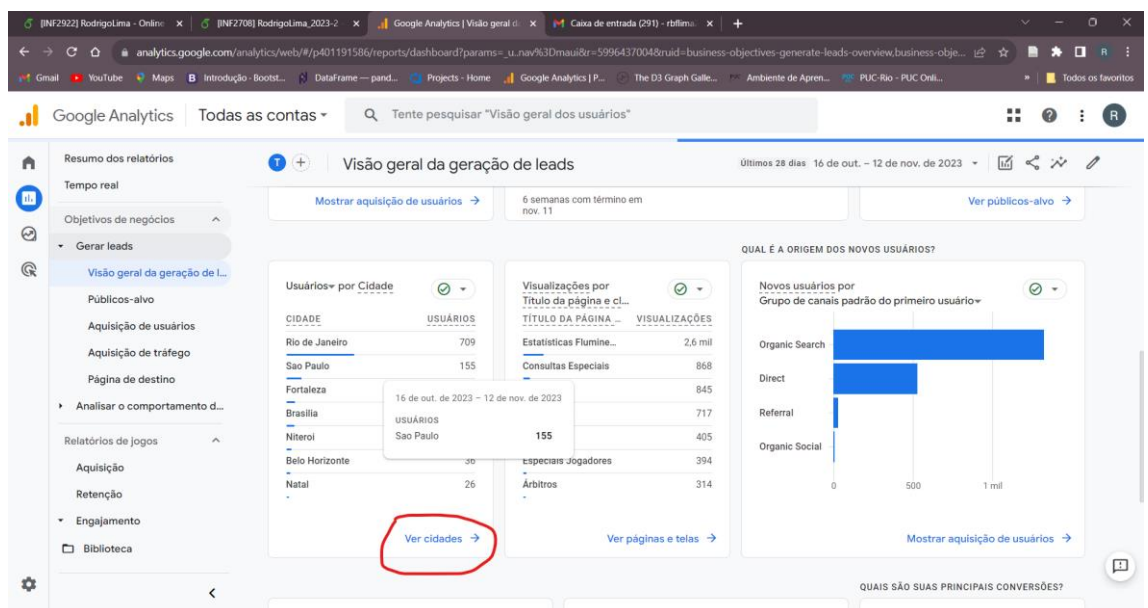 [INF2922] RodrigoLima - Online
[INF2708] RodrigoLima_2023-2
Google Analytics | Visão geral d
Caixa de entrada (291) - rbflima.
analytics.google.com/analytics/web/#/p401191586/reports/dashboard?params=_u..nav%3Dmaui&r=5996437004&ruid=business-objectives-generate-leads-overview,business-obje...
Gmail
YouTube
Maps
Introdução · Bootst...
DataFrame — pand...
Projects - Home
Google Analytics | P...
The D3 Graph Galle...
Ambiente de Apren...
PUC-Rio - PUC Onli...
Todos os favoritos
Google Analytics
Todas as contas
Tente pesquisar "Visão geral dos usuários"
R
Resumo dos relatórios
Tempo real
Objetivos de negócios
Gerar leads
Visão geral da geração de l...
Públicos-alvo
Aquisição de usuários
Aquisição de tráfego
Página de destino
Analisar o comportamento d...
Relatórios de jogos
Aquisição
Retenção
Engajamento
Biblioteca
T
Visão geral da geração de leads
Últimos 28 dias 16 de out. – 12 de nov. de 2023
Mostrar aquisição de usuários →
6 semanas com término em
nov. 11
Ver públicos-alvo →
Usuários por Cidade
CIDADE USUÁRIOS
Rio de Janeiro 709
Sao Paulo 155
Fortaleza
Brasilia
Niteroi
Belo Horizonte 36
Natal 26
Ver cidades →
16 de out. de 2023 – 12 de nov. de 2023
USUÁRIOS
Sao Paulo 155
Visualizações por
Título da página e cl...
TÍTULO DA PÁGINA ... VISUALIZAÇÕES
Estatísticas Flumine... 2,6 mil
Consultas Especiais 868
845
717
405
Especiais Jogadores 394
Árbitros 314
Ver páginas e telas →
QUAL É A ORIGEM DOS NOVOS USUÁRIOS?
Novos usuários por
Grupo de canais padrão do primeiro usuário
Organic Search
Direct
Referral
Organic Social
0 500 1 mil
Mostrar aquisição de usuários →
QUAIS SÃO SUAS PRINCIPAIS CONVERSÕES?